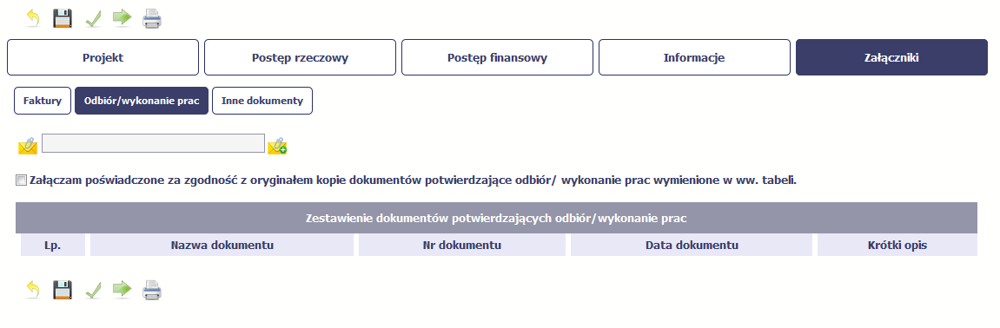 Projekt Postęp rzeczowy Postęp finansowy Informacje Załączniki
Faktury Odbiór/wykonanie prac Inne dokumenty
Załączam poświadczone za zgodność z oryginałem kopie dokumentów potwierdzające odbiór/ wykonanie prac wymienione w ww. tabeli.
Zestawienie dokumentów potwierdzających odbiór/wykonanie prac
Lp. Nazwa dokumentu Nr dokumentu Data dokumentu Krótki opis